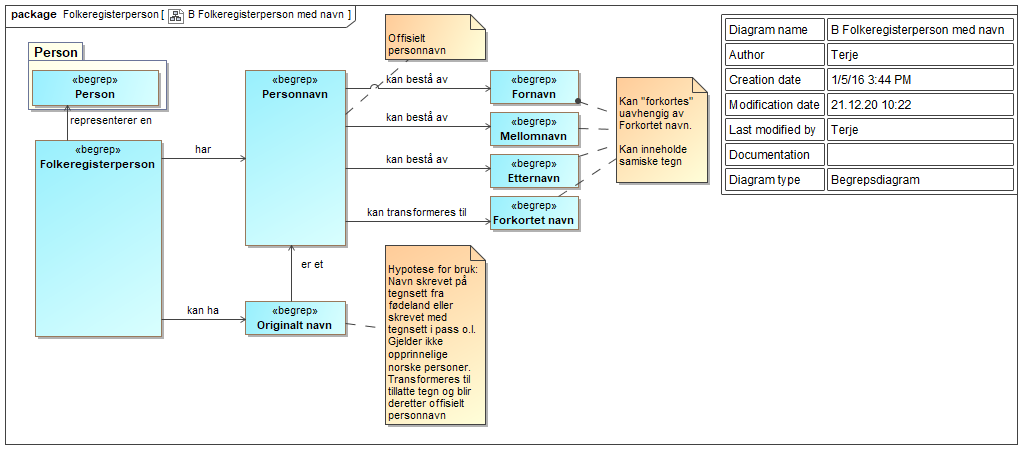 package Folkeregisterperson [ B Folkeregisterperson med navn ]
Person
«begrep»
Person
representerer en
«begrep»
Folkeregisterperson
har
kan ha
«begrep»
Personnavn
er et
«begrep»
Originalt navn
Offisielt
personnavn
kan bestå av
«begrep»
Fornavn
kan bestå av
«begrep»
Mellomnavn
kan bestå av
«begrep»
Etternavn
kan transformeres til
«begrep»
Forkortet navn
Kan "forkortes"
uavhengig av
Forkortet navn.
Kan inneholde
samiske tegn
Hypotese for bruk:
Navn skrevet på
tegnsett fra
fødeland eller
skrevet med
tegnsett i pass o.l.
Gjelder ikke
opprinnelige
norske personer.
Transformeres til
tillatte tegn og blir
deretter offisielt
personnavn
Diagram name B Folkeregisterperson med navn
Author Terje
Creation date 1/5/16 3:44 PM
Modification date 21.12.20 10:22
Last modified by Terje
Documentation
Diagram type Begrepsdiagram